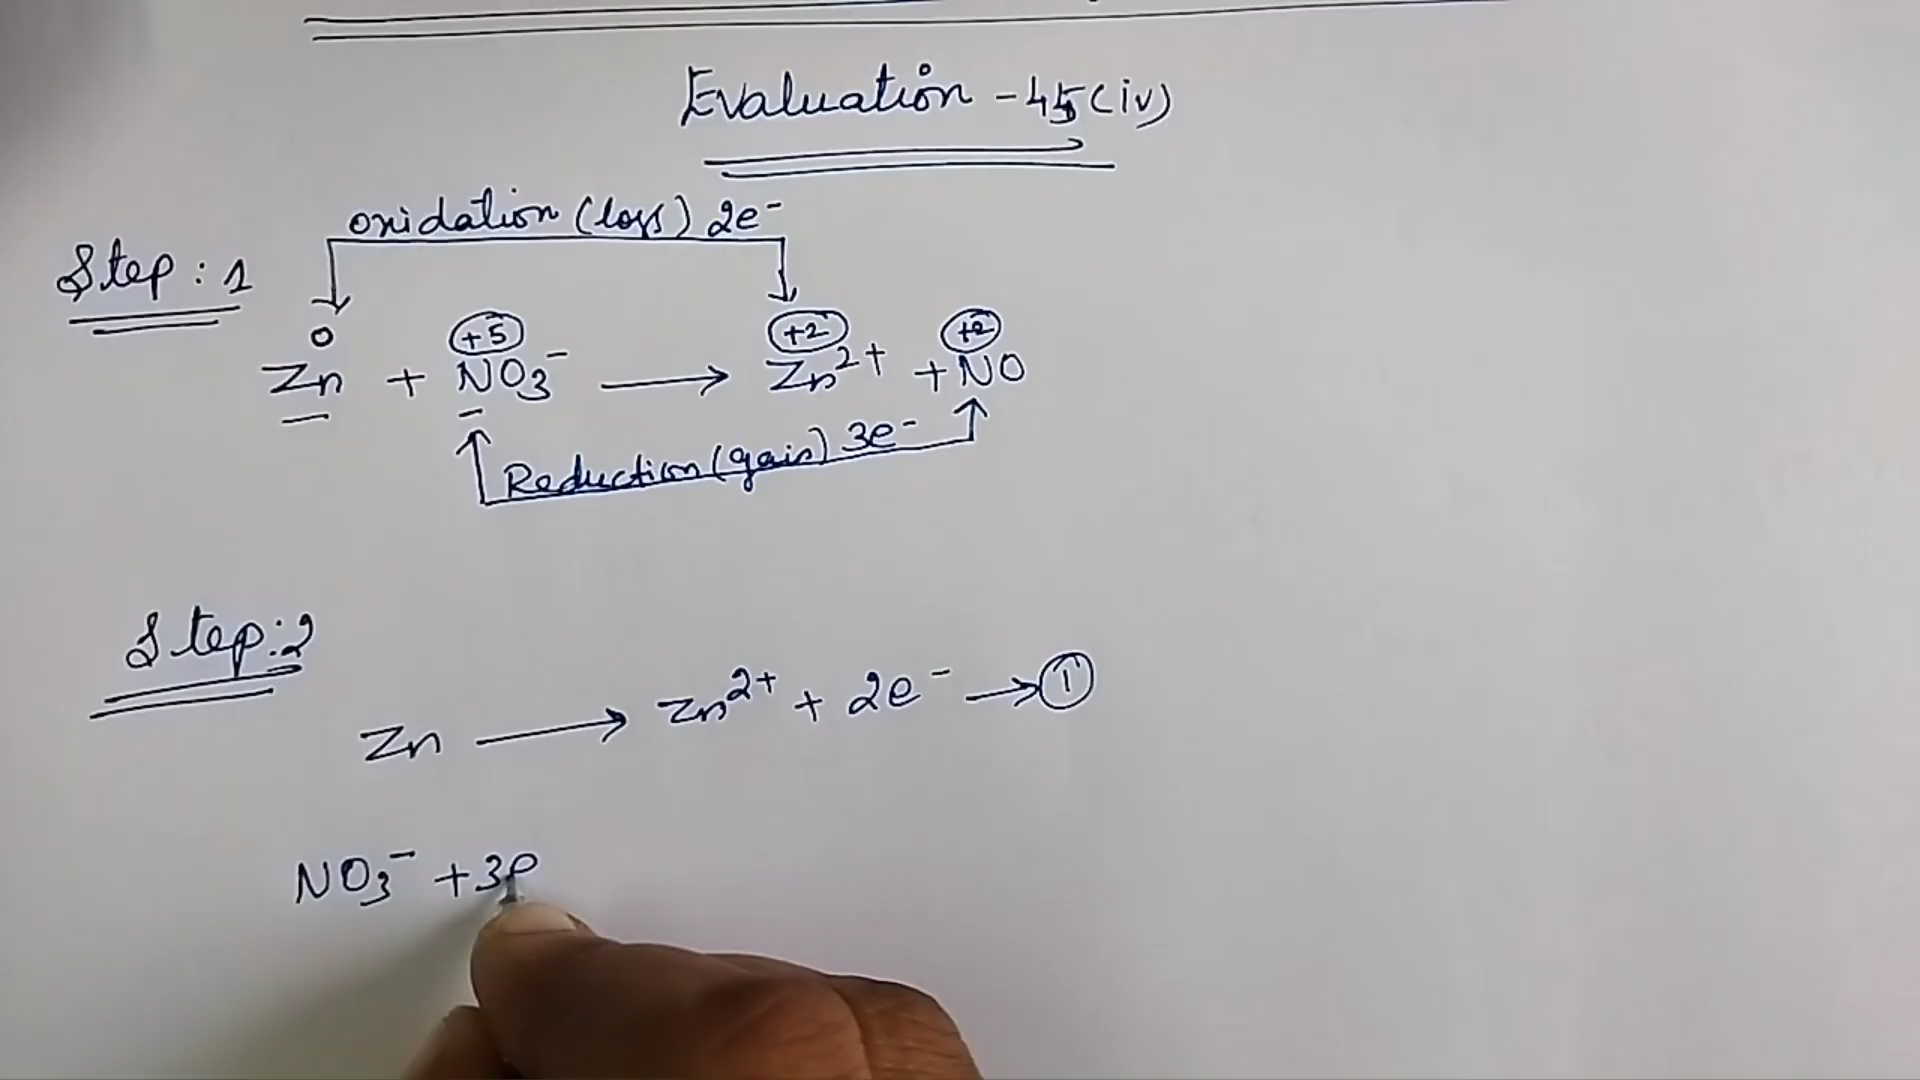 Evaluation - 45 (iv)
oxidation (loss) 2e⁻
Step : 1
0 +5 +2 +2
Zn + NO₃⁻ ⟶ Zn²⁺ + NO
Reduction (gain) 3e⁻
Step : 2
Zn ⟶ Zn²⁺ + 2e⁻ → ①
NO₃⁻ + 3e